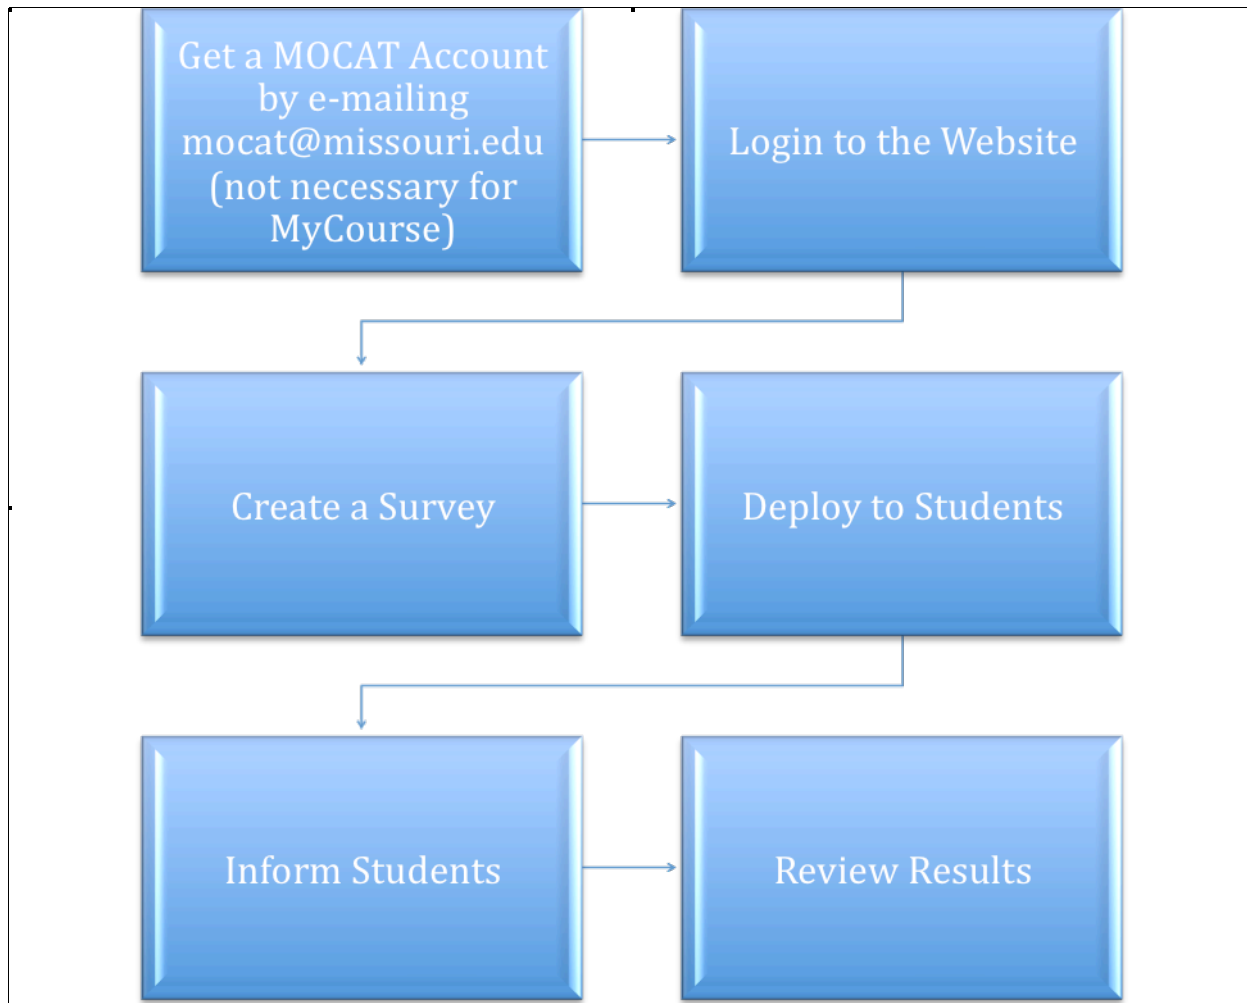 Get a MOCAT Account
by e-mailing
mocat@missouri.edu
(not necessary for
MyCourse)
Login to the Website
Create a Survey
Deploy to Students
Inform Students
Review Results